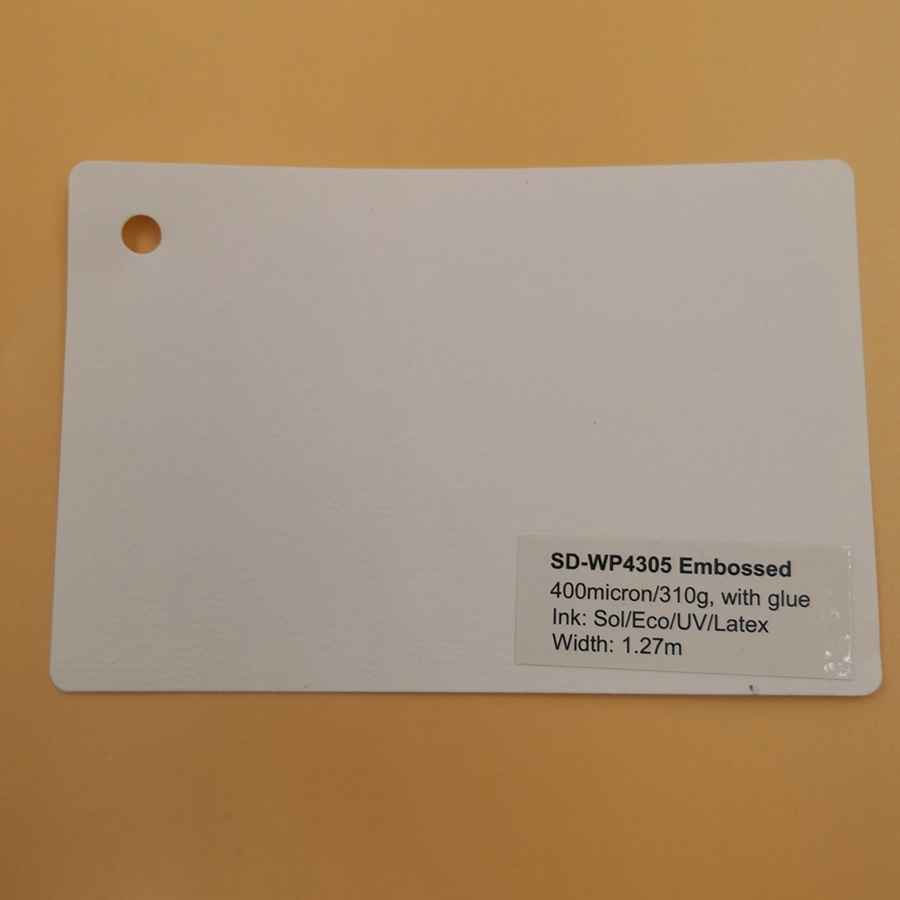 SD-WP4305 Embossed
400micron/310g, with glue
Ink: Sol/Eco/UV/Latex
Width: 1.27m